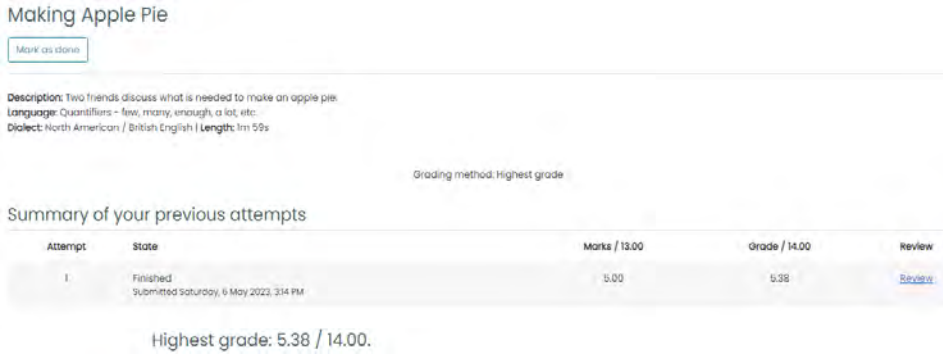 Making Apple Pie
Mark as done
Description: Two friends discuss what is needed to make an apple pie.
Language: Quantifiers - few, many, enough, a lot, etc.
Dialect: North American / British English | Length: 1m 59s
Grading method: Highest grade
Summary of your previous attempts
Attempt State Marks / 13.00 Grade / 14.00 Review
1 Finished 5.00 5.38 Review
Submitted Saturday, 6 May 2023, 3:14 PM
Highest grade: 5.38 / 14.00.